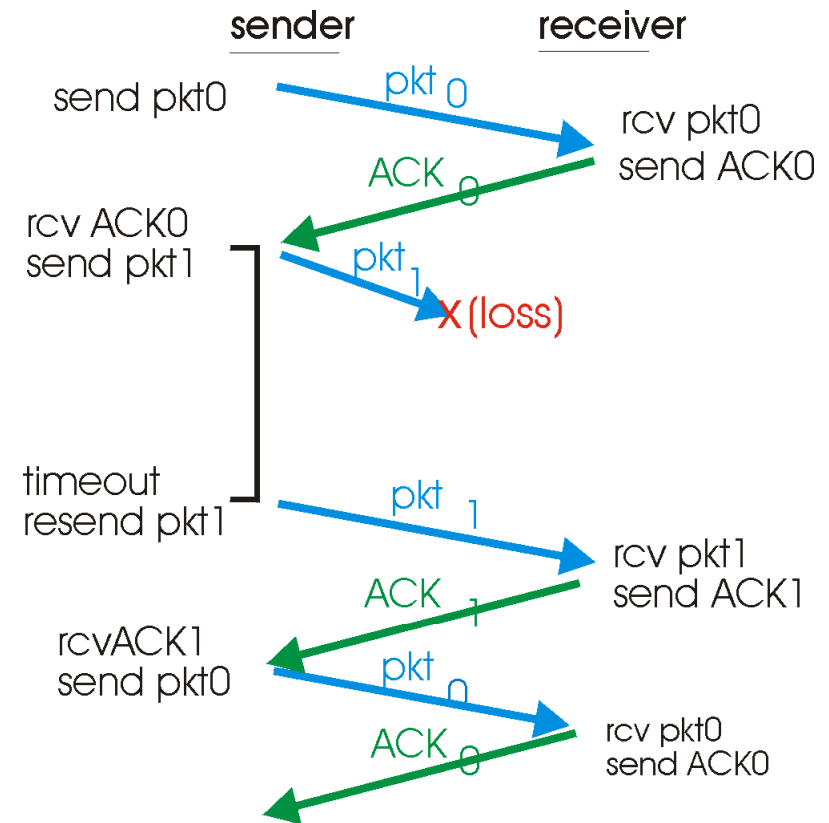 sender receiver
send pkt0
pkt 0
rcv pkt0
send ACK0
ACK 0
rcv ACK0
send pkt1
pkt 1
X (loss)
timeout
resend pkt1
pkt 1
rcv pkt1
send ACK1
ACK 1
rcvACK1
send pkt0
pkt 0
rcv pkt0
send ACK0
ACK 0